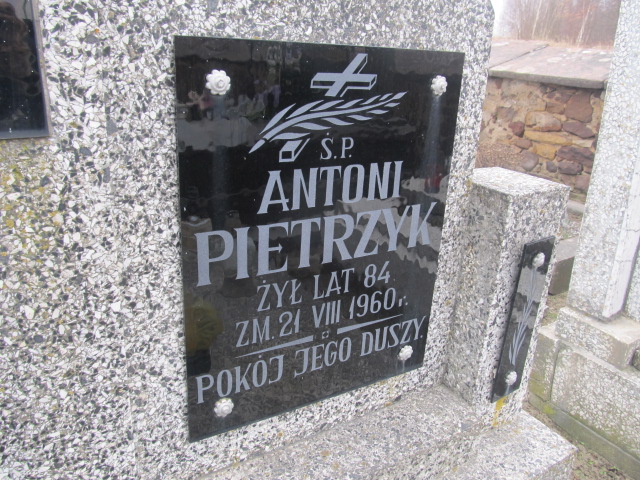 Ś.P.
ANTONI
PIETRZYK
ŻYŁ LAT 84
ZM. 21 VIII 1960 r.
POKÓJ JEGO DUSZY.